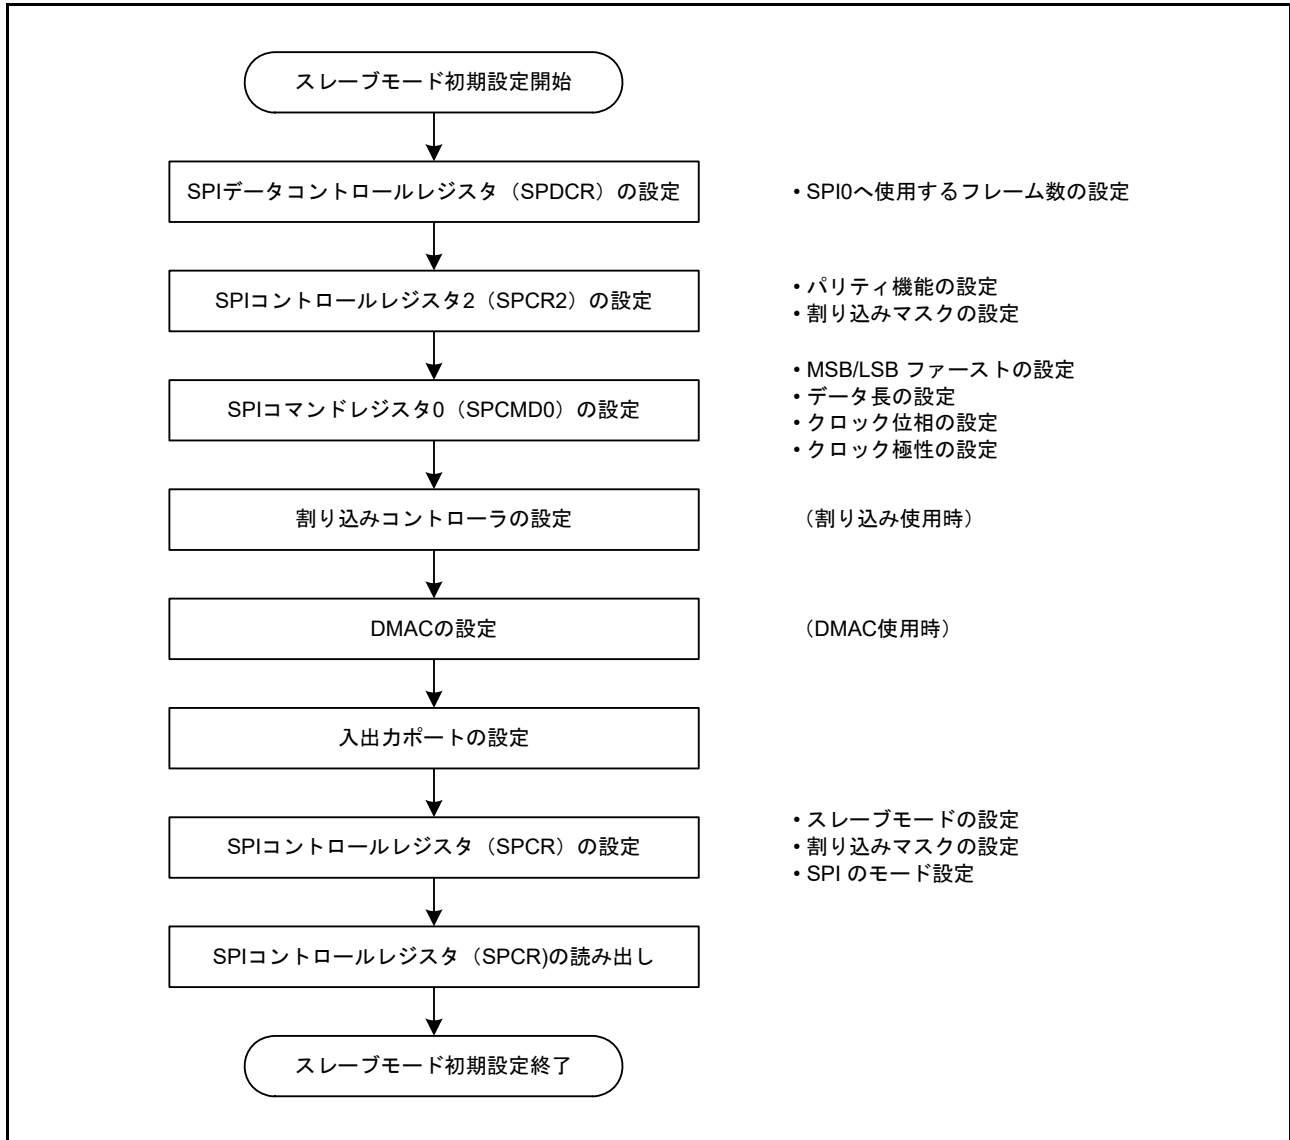 スレーブモード初期設定開始
SPIデータコントロールレジスタ（SPDCR）の設定
• SPI0へ使用するフレーム数の設定
SPIコントロールレジスタ2（SPCR2）の設定
• パリティ機能の設定
• 割り込みマスクの設定
SPIコマンドレジスタ0（SPCMD0）の設定
• MSB/LSB ファーストの設定
• データ長の設定
• クロック位相の設定
• クロック極性の設定
割り込みコントローラの設定
（割り込み使用時）
DMACの設定
（DMAC使用時）
入出力ポートの設定
SPIコントロールレジスタ（SPCR）の設定
• スレーブモードの設定
• 割り込みマスクの設定
• SPI のモード設定
SPIコントロールレジスタ（SPCR)の読み出し
スレーブモード初期設定終了